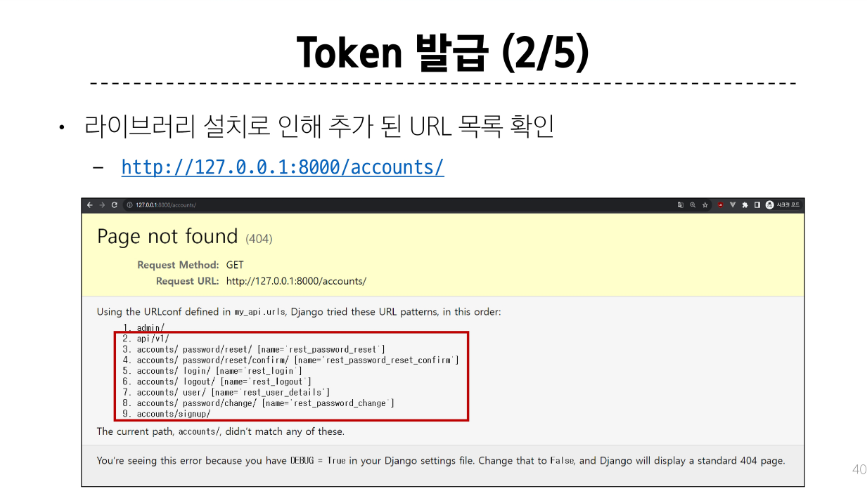 Token 발급 (2/5)
• 라이브러리 설치로 인해 추가 된 URL 목록 확인
– http://127.0.0.1:8000/accounts/
127.0.0.1:8000/accounts/
Page not found (404)
Request Method: GET
Request URL: http://127.0.0.1:8000/accounts/
Using the URLconf defined in my_api.urls, Django tried these URL patterns, in this order:
1. admin/
2. api/v1/
3. accounts/ password/reset/ [name='rest_password_reset']
4. accounts/ password/reset/confirm/ [name='rest_password_reset_confirm']
5. accounts/ login/ [name='rest_login']
6. accounts/ logout/ [name='rest_logout']
7. accounts/ user/ [name='rest_user_details']
8. accounts/ password/change/ [name='rest_password_change']
9. accounts/signup/
The current path, accounts/, didn't match any of these.
You're seeing this error because you have DEBUG = True in your Django settings file. Change that to False, and Django will display a standard 404 page.
40